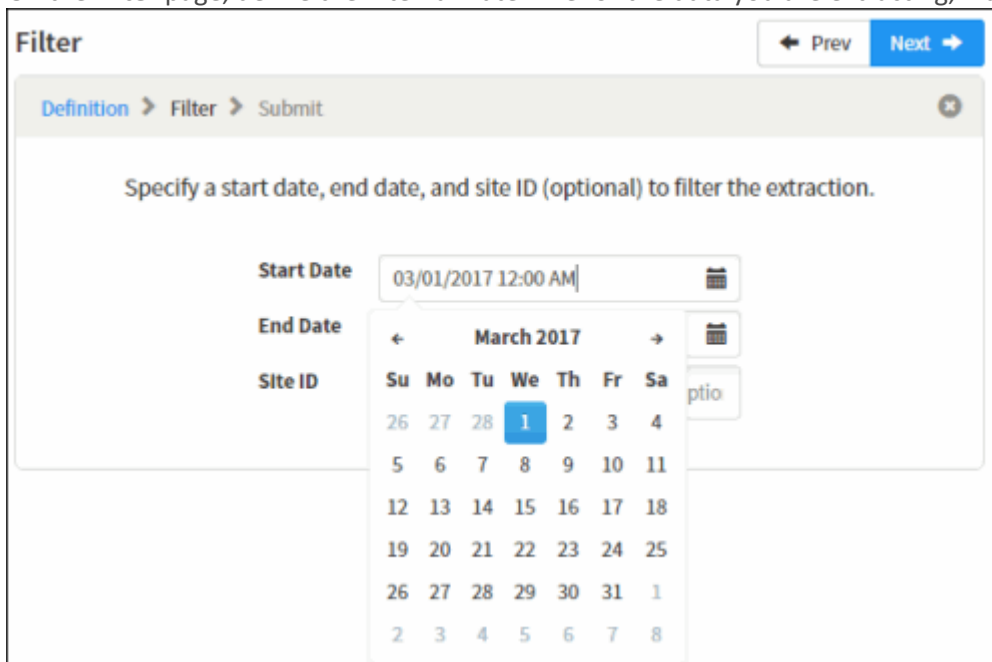 Filter
Prev
Next
Definition > Filter > Submit
Specify a start date, end date, and site ID (optional) to filter the extraction.
Start Date 03/01/2017 12:00 AM
End Date
Site ID
March 2017
Su Mo Tu We Th Fr Sa
26 27 28 1 2 3 4
5 6 7 8 9 10 11
12 13 14 15 16 17 18
19 20 21 22 23 24 25
26 27 28 29 30 31 1
2 3 4 5 6 7 8